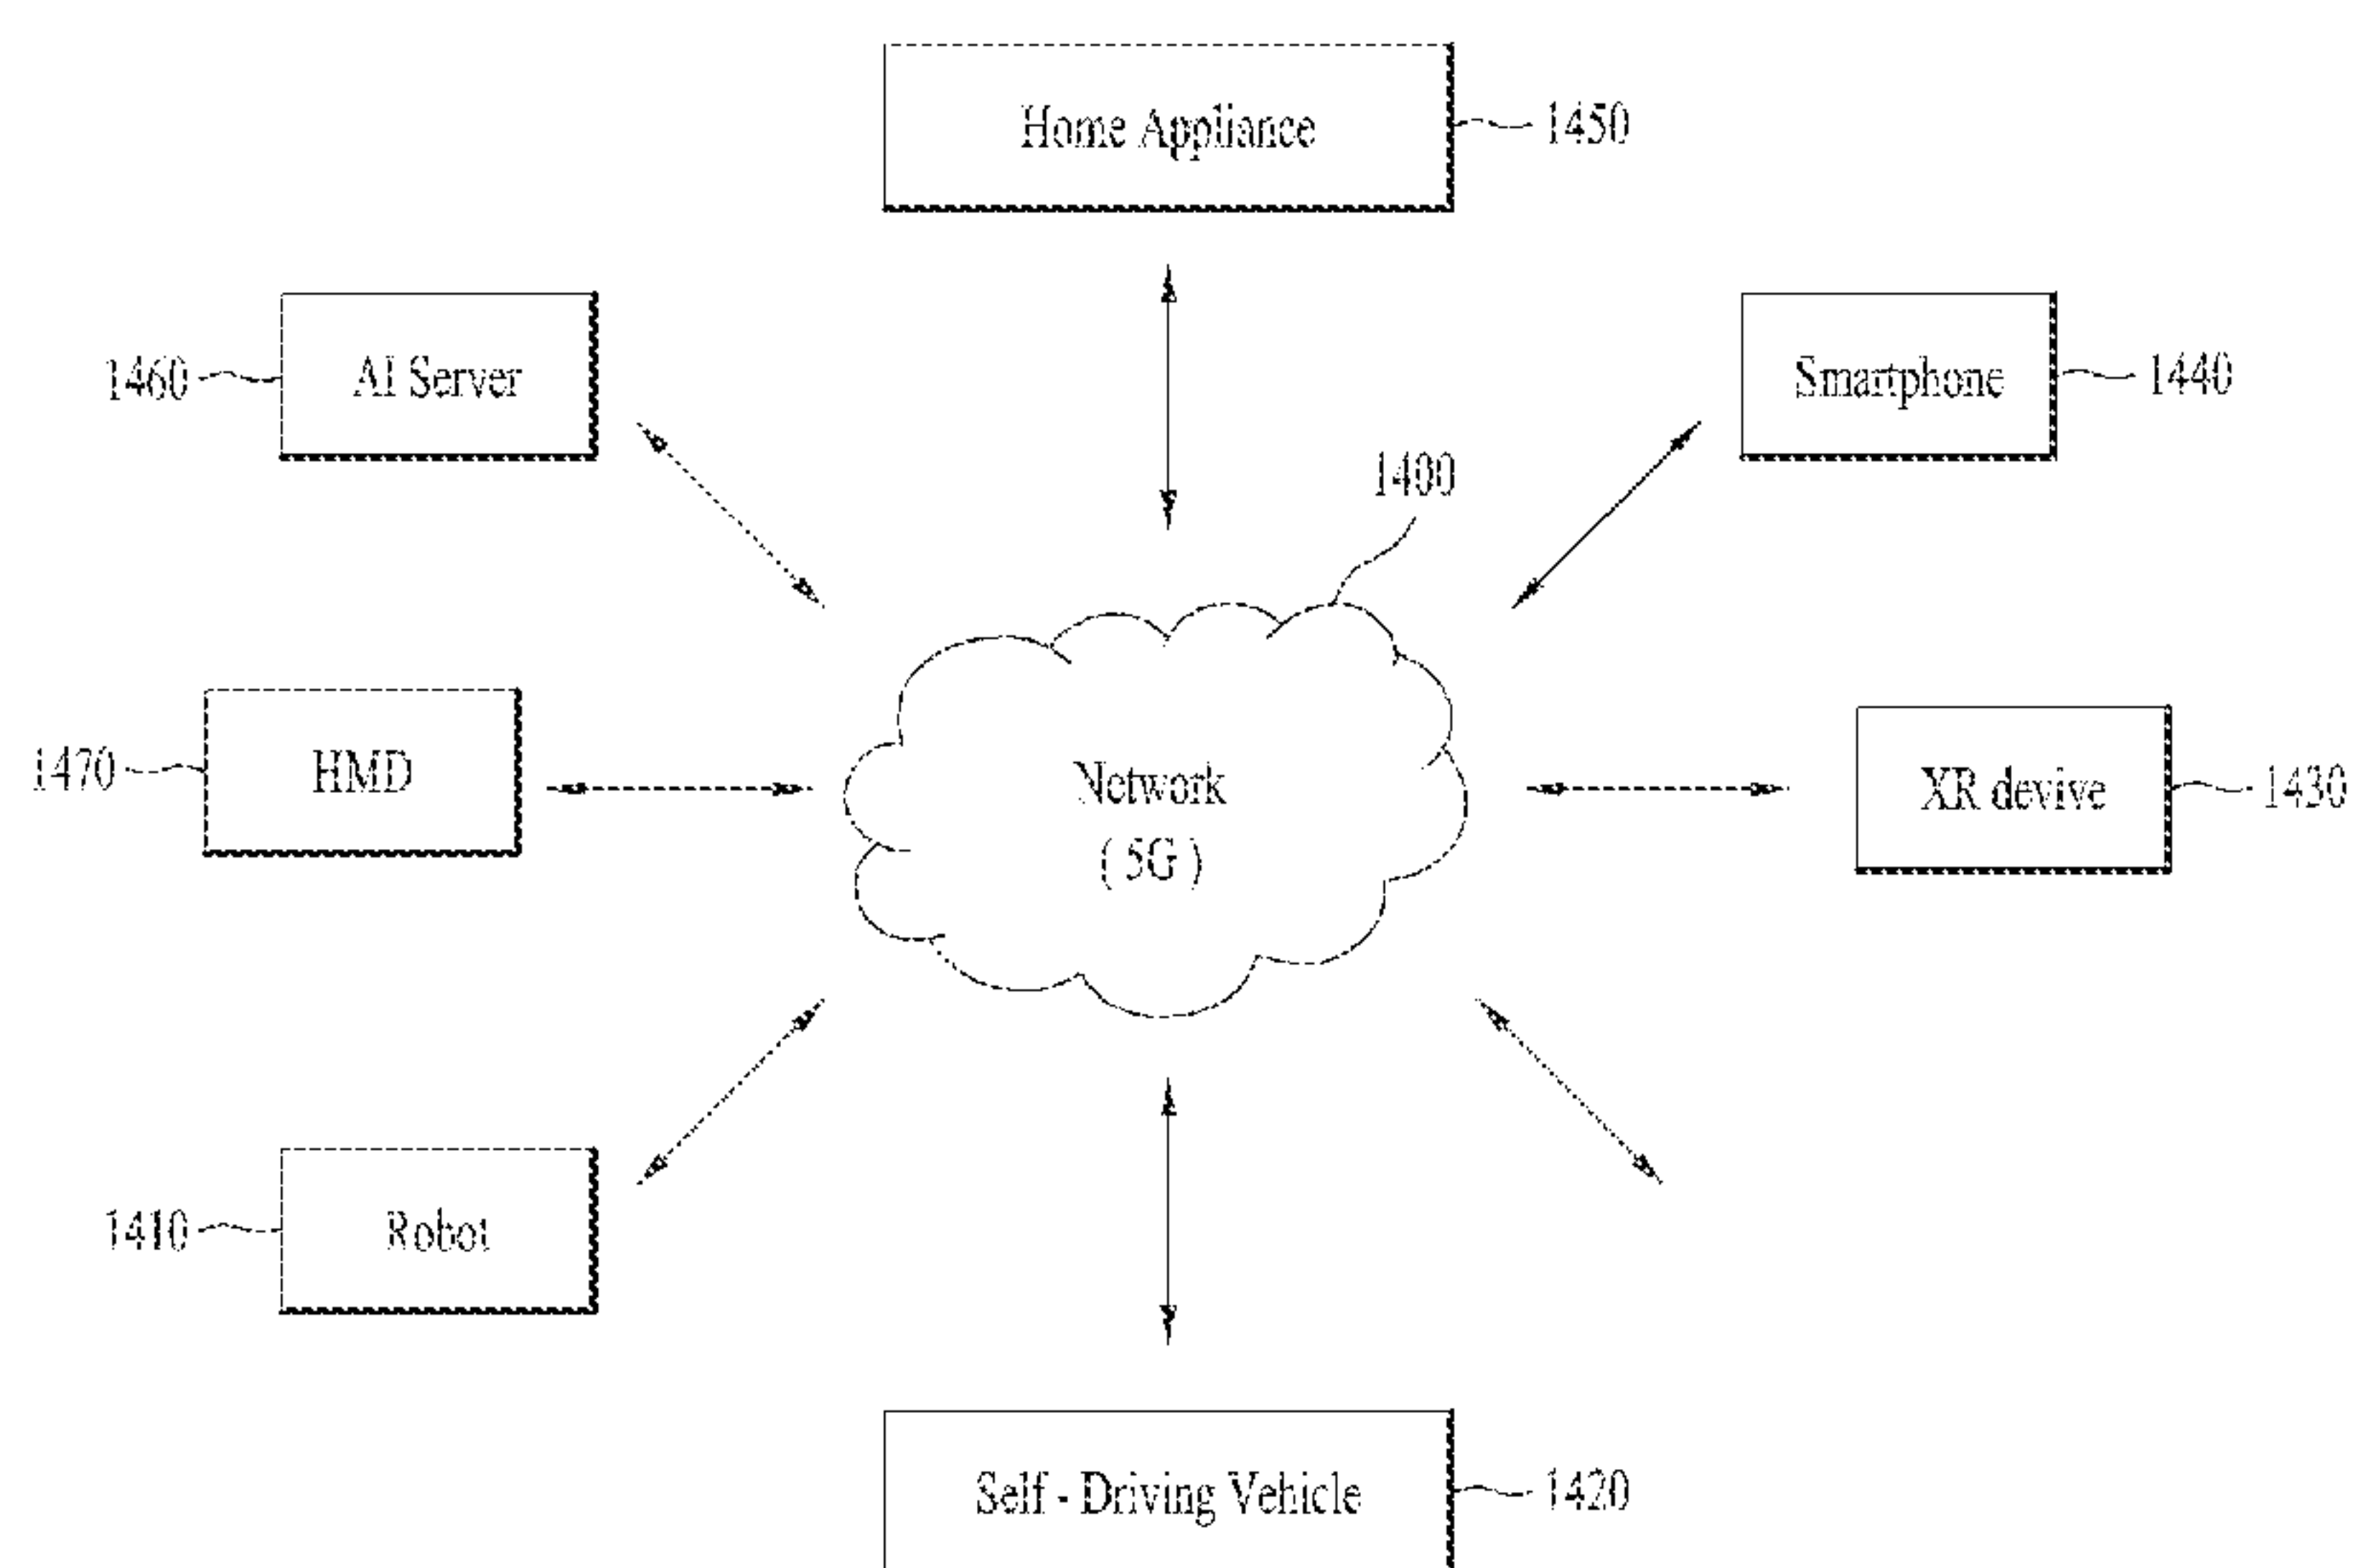 Home Appliance
1450
1460
AI Server
Smartphone
1440
1400
1470
HMD
Network
( 5G )
XR devive
1430
1410
Robot
Self - Driving Vehicle
1420